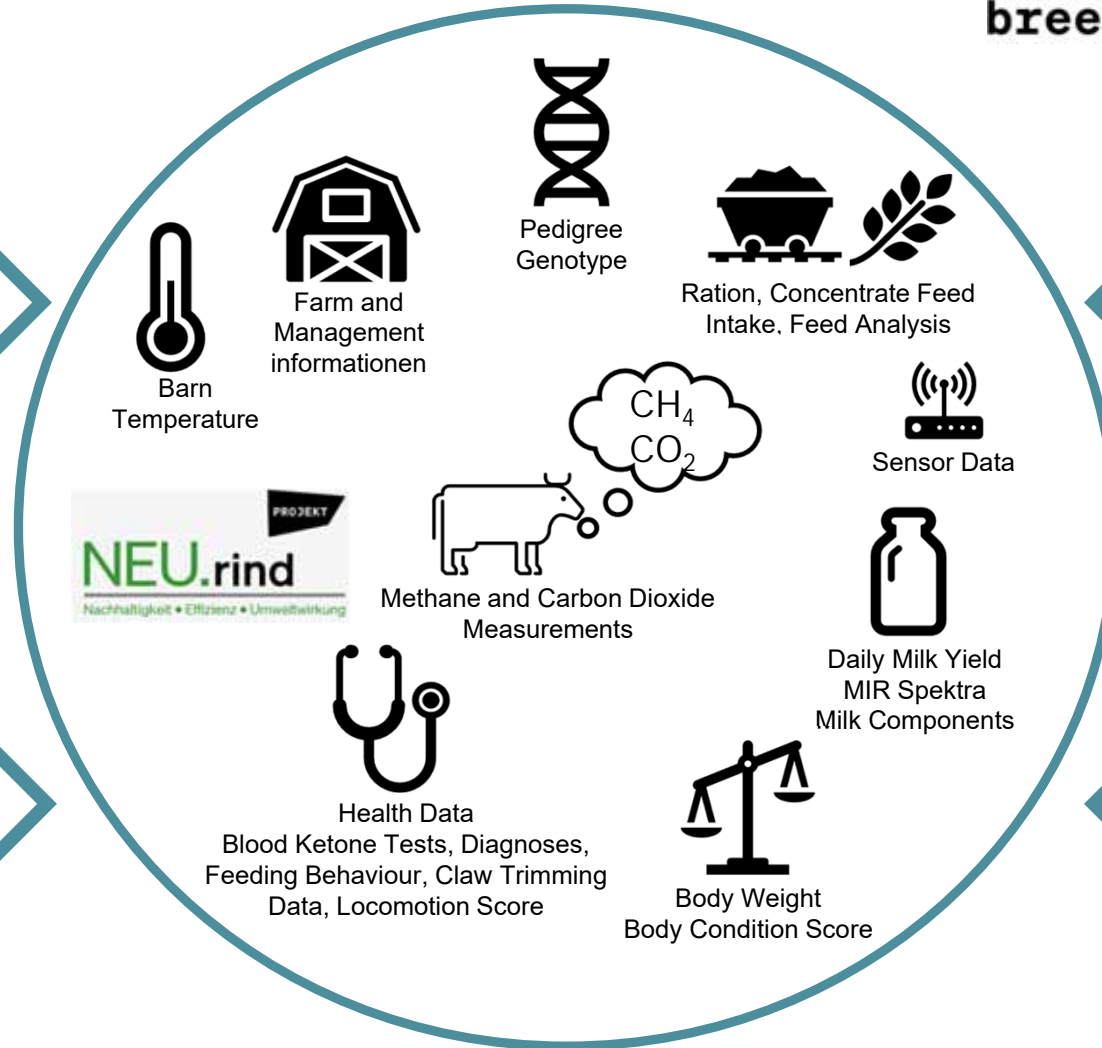 bree
Pedigree
Genotype
Ration, Concentrate Feed
Intake, Feed Analysis
Farm and
Management
informationen
Barn
Temperature
CH₄
CO₂
Sensor Data
PROJEKT
NEU.rind
Nachhaltigkeit • Effizienz • Umweltwirkung
Methane and Carbon Dioxide
Measurements
Daily Milk Yield
MIR Spektra
Milk Components
Health Data
Blood Ketone Tests, Diagnoses,
Feeding Behaviour, Claw Trimming
Data, Locomotion Score
Body Weight
Body Condition Score